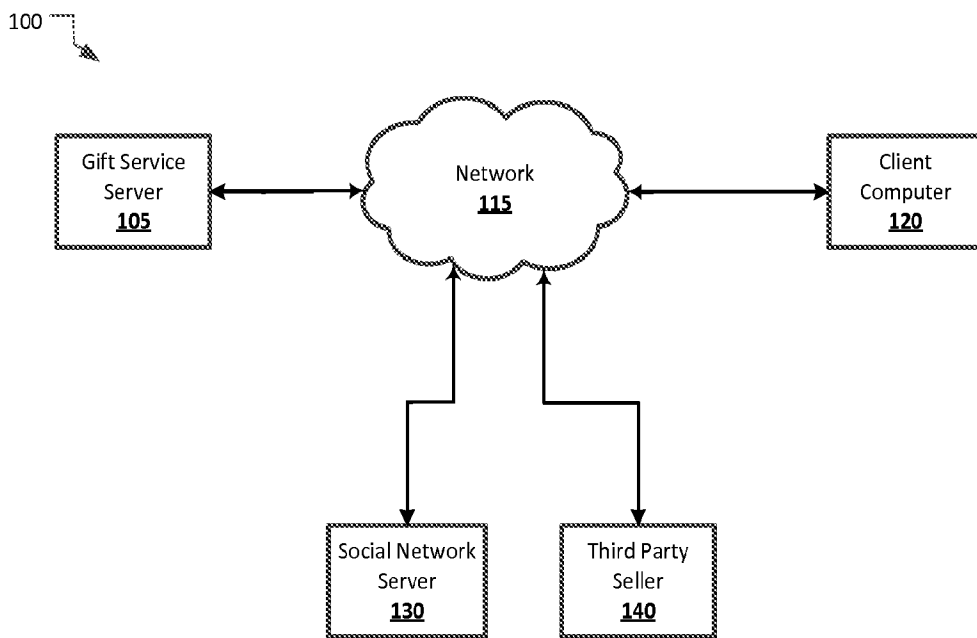 100
Gift Service
Server
105
Network
115
Client
Computer
120
Social Network
Server
130
Third Party
Seller
140